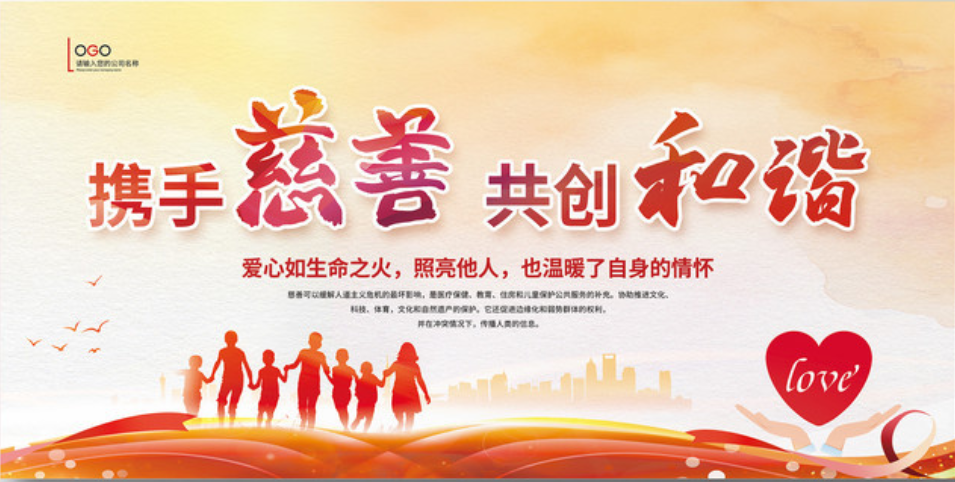 LOGO
请输入您的公司名称
携手慈善 共创和谐
爱心如生命之火，照亮他人，也温暖了自身的情怀
慈善可以缓解人道主义危机的最坏影响，是医疗保健、教育、住房和儿童保护公共服务的补充。协助推进文化、
科技、体育，文化和自然遗产的保护。它还促进边缘化和弱势群体的权利，
并在冲突情况下，传播人类的信息。
love